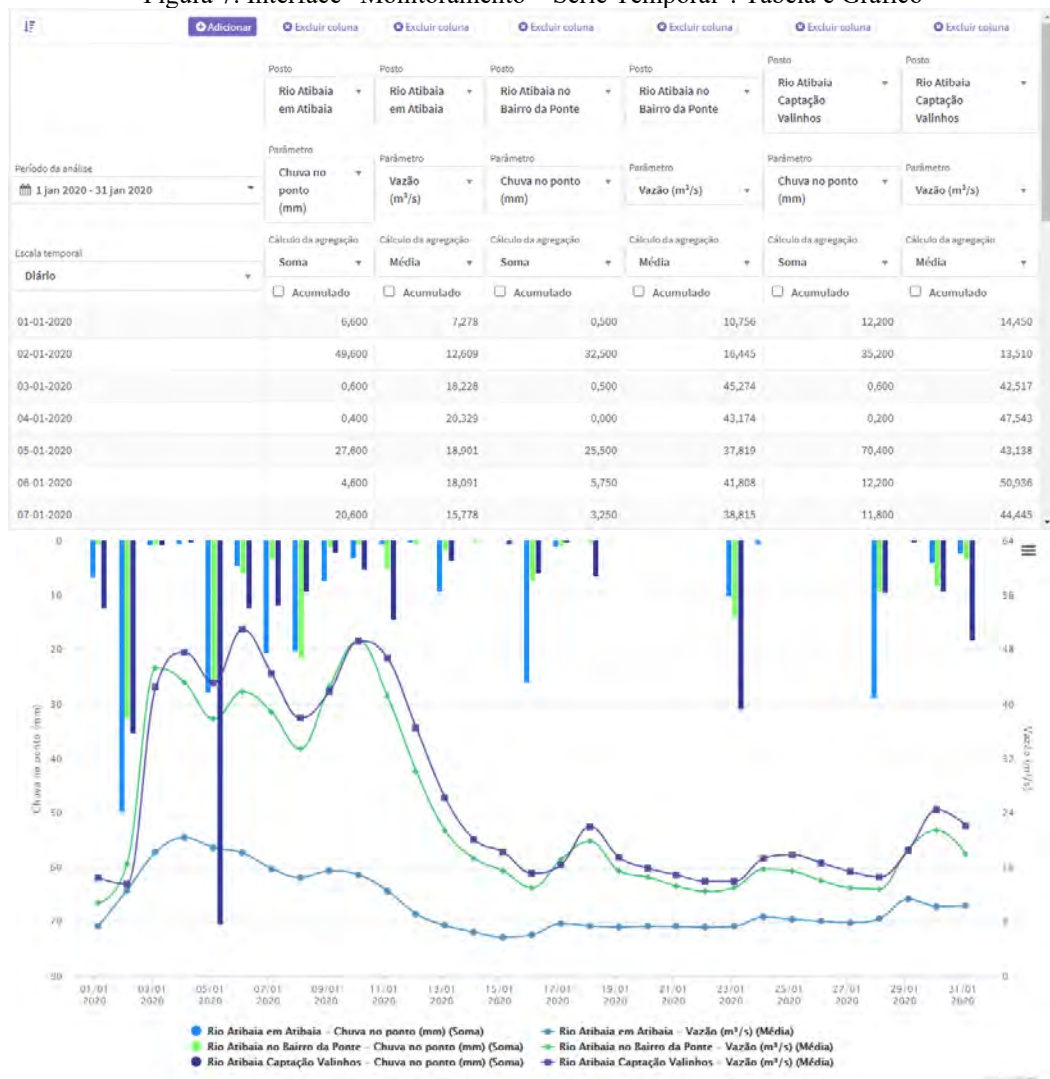 Figura 7: Interface "Monitoramento – Série Temporal": Tabela e Gráfico
Adicionar Excluir coluna Excluir coluna Excluir coluna Excluir coluna Excluir coluna Excluir coluna
Posto Posto Posto Posto Posto Posto
Rio Atibaia em Atibaia
Rio Atibaia em Atibaia
Rio Atibaia no Bairro da Ponte
Rio Atibaia no Bairro da Ponte
Rio Atibaia Captação Valinhos
Rio Atibaia Captação Valinhos
Período da análise
1 jan 2020 - 31 jan 2020
Parâmetro Parâmetro Parâmetro Parâmetro Parâmetro Parâmetro
Chuva no ponto (mm)
Vazão (m³/s)
Chuva no ponto (mm)
Vazão (m³/s)
Chuva no ponto (mm)
Vazão (m³/s)
Escala temporal
Diário
Cálculo da agregação Cálculo da agregação Cálculo da agregação Cálculo da agregação Cálculo da agregação Cálculo da agregação
Soma Média Soma Média Soma Média
Acumulado Acumulado Acumulado Acumulado Acumulado Acumulado
01-01-2020 6,600 7,278 0,500 10,756 12,200 14,450
02-01-2020 49,600 12,609 32,500 16,445 35,200 13,510
03-01-2020 0,600 18,228 0,500 45,274 0,600 42,517
04-01-2020 0,400 20,329 0,000 43,174 0,200 47,543
05-01-2020 27,800 18,901 25,500 37,819 70,400 43,138
06-01-2020 4,600 18,091 5,750 41,808 12,200 50,936
07-01-2020 20,600 15,778 3,250 38,815 11,800 44,445
0 64
10 56
20 48
30 40
40 32
50 24
60 16
70 8
80 0
Chuva no ponto (mm)
Vazão (m³/s)
01/01 2020 03/01 2020 05/01 2020 07/01 2020 09/01 2020 11/01 2020 13/01 2020 15/01 2020 17/01 2020 19/01 2020 21/01 2020 23/01 2020 25/01 2020 27/01 2020 29/01 2020 31/01 2020
Rio Atibaia em Atibaia – Chuva no ponto (mm) (Soma) Rio Atibaia em Atibaia – Vazão (m³/s) (Média)
Rio Atibaia no Bairro da Ponte – Chuva no ponto (mm) (Soma) Rio Atibaia no Bairro da Ponte – Vazão (m³/s) (Média)
Rio Atibaia Captação Valinhos – Chuva no ponto (mm) (Soma) Rio Atibaia Captação Valinhos – Vazão (m³/s) (Média)